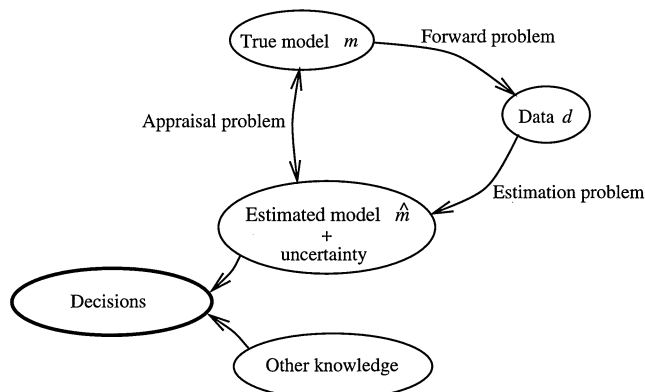 True model m
Forward problem
Data d
Appraisal problem
Estimation problem
Estimated model m̂
+
uncertainty
Decisions
Other knowledge